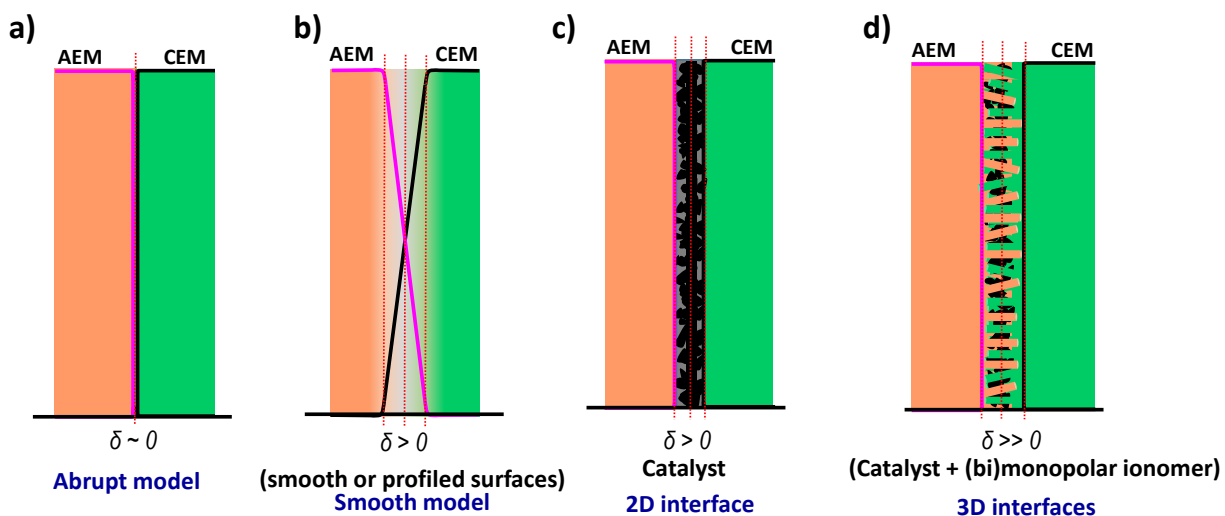 a)
AEM CEM
δ ~ 0
Abrupt model
b)
AEM CEM
δ > 0
(smooth or profiled surfaces)
Smooth model
c)
AEM CEM
δ > 0
Catalyst
2D interface
d)
AEM CEM
δ >> 0
(Catalyst + (bi)monopolar ionomer)
3D interfaces